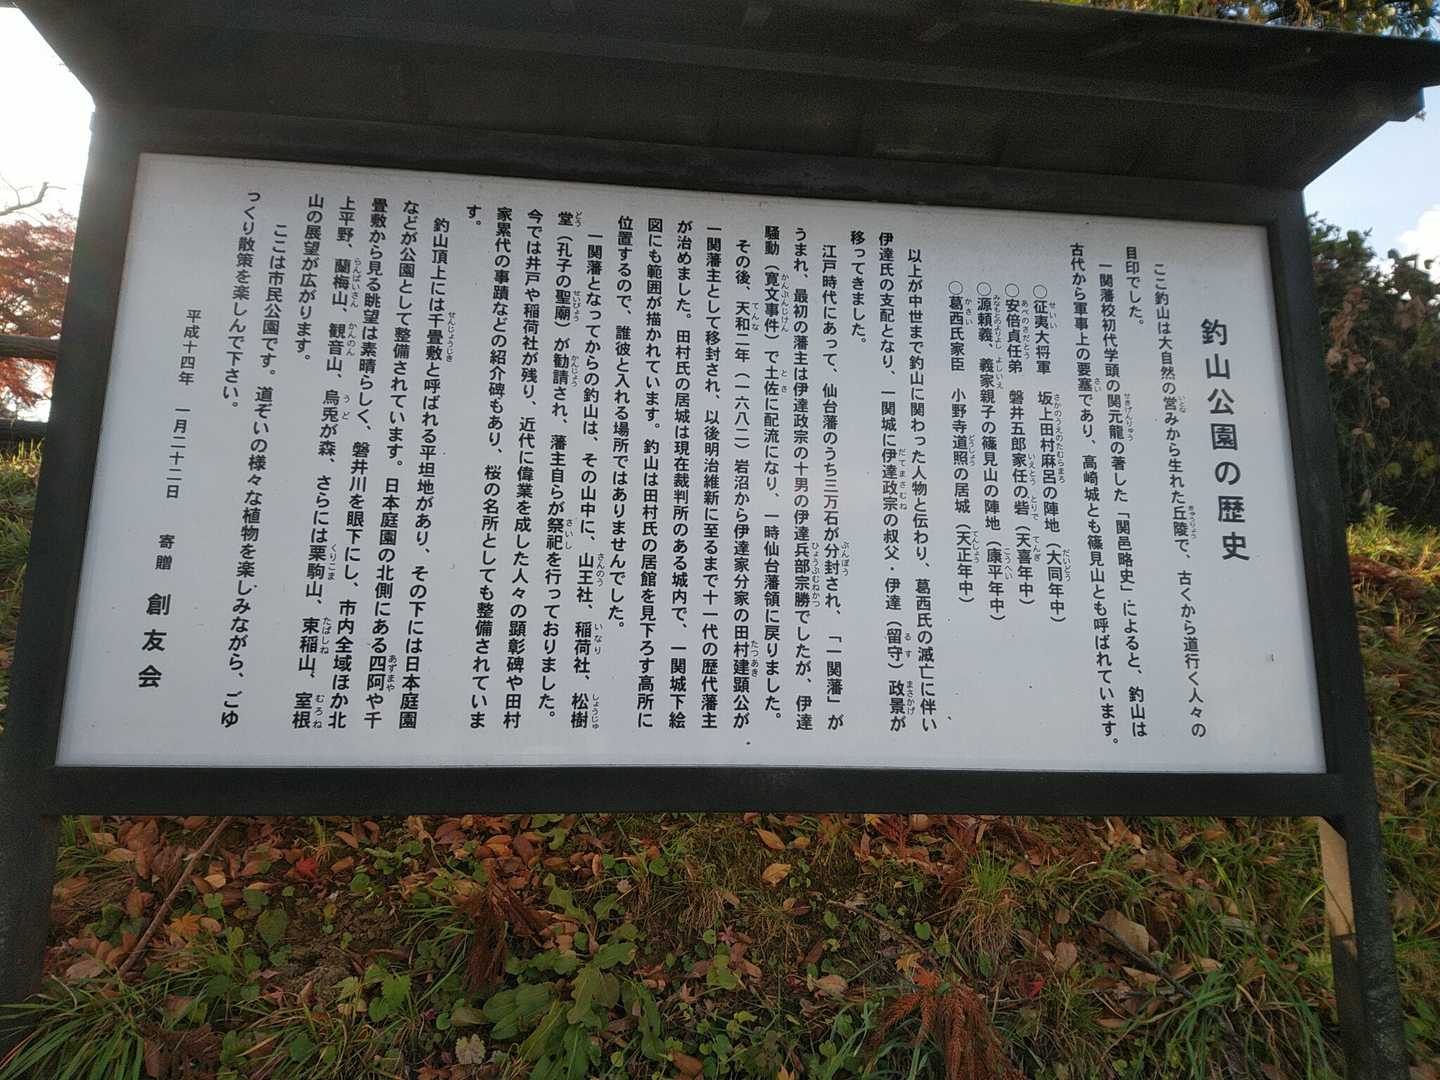 釣山公園の歴史
ここ釣山は大自然の営みから生れた丘陵で、古くから道行く人々の
目印でした。
一関藩校初代学頭の関元龍の著した「関邑略史」によると、釣山は
古代から軍事上の要塞であり、高崎城とも篠見山とも呼ばれています。
○征夷大将軍 坂上田村麻呂の陣地（大同年中）
○安倍貞任弟 磐井五郎家任の砦（天喜年中）
○源頼義、義家親子の篠見山の陣地（康平年中）
○葛西氏家臣 小野寺道照の居城（天正年中）
以上が中世まで釣山に関わった人物と伝わり、葛西氏の滅亡に伴い
伊達氏の支配となり、一関城に伊達政宗の叔父・伊達（留守）政景が
移ってきました。
江戸時代にあって、仙台藩のうち三万石が分封され、「一関藩」が
うまれ、最初の藩主は伊達政宗の十男の伊達兵部宗勝でしたが、伊達
騒動（寛文事件）で土佐に配流になり、一時仙台藩領に戻りました。
その後、天和二年（一六八二）岩沼から伊達家分家の田村建顕公が
一関藩主として移封され、以後明治維新に至るまで十一代の歴代藩主
が治めました。田村氏の居城は現在裁判所のある城内で、一関城下絵
図にも範囲が描かれています。釣山は田村氏の居館を見下ろす高所に
位置するので、誰彼と入れる場所ではありませんでした。
一関藩となってからの釣山は、その山中に、山王社、稲荷社、松樹
堂（孔子の聖廟）が勧請され、藩主自らが祭祀を行っておりました。
今では井戸や稲荷社が残り、近代に偉業を成した人々の顕彰碑や田村
家累代の事蹟などの紹介碑もあり、桜の名所としても整備されていま
す。
釣山頂上には千畳敷と呼ばれる平坦地があり、その下には日本庭園
などが公園として整備されています。日本庭園の北側にある四阿や千
畳敷から見る眺望は素晴らしく、磐井川を眼下にし、市内全域ほか北
上平野、蘭梅山、観音山、烏兎が森、さらには栗駒山、束稲山、室根
山の展望が広がります。
ここは市民公園です。道ぞいの様々な植物を楽しみながら、ごゆ
っくり散策を楽しんで下さい。
平成十四年 一月二十二日 寄贈 創友会